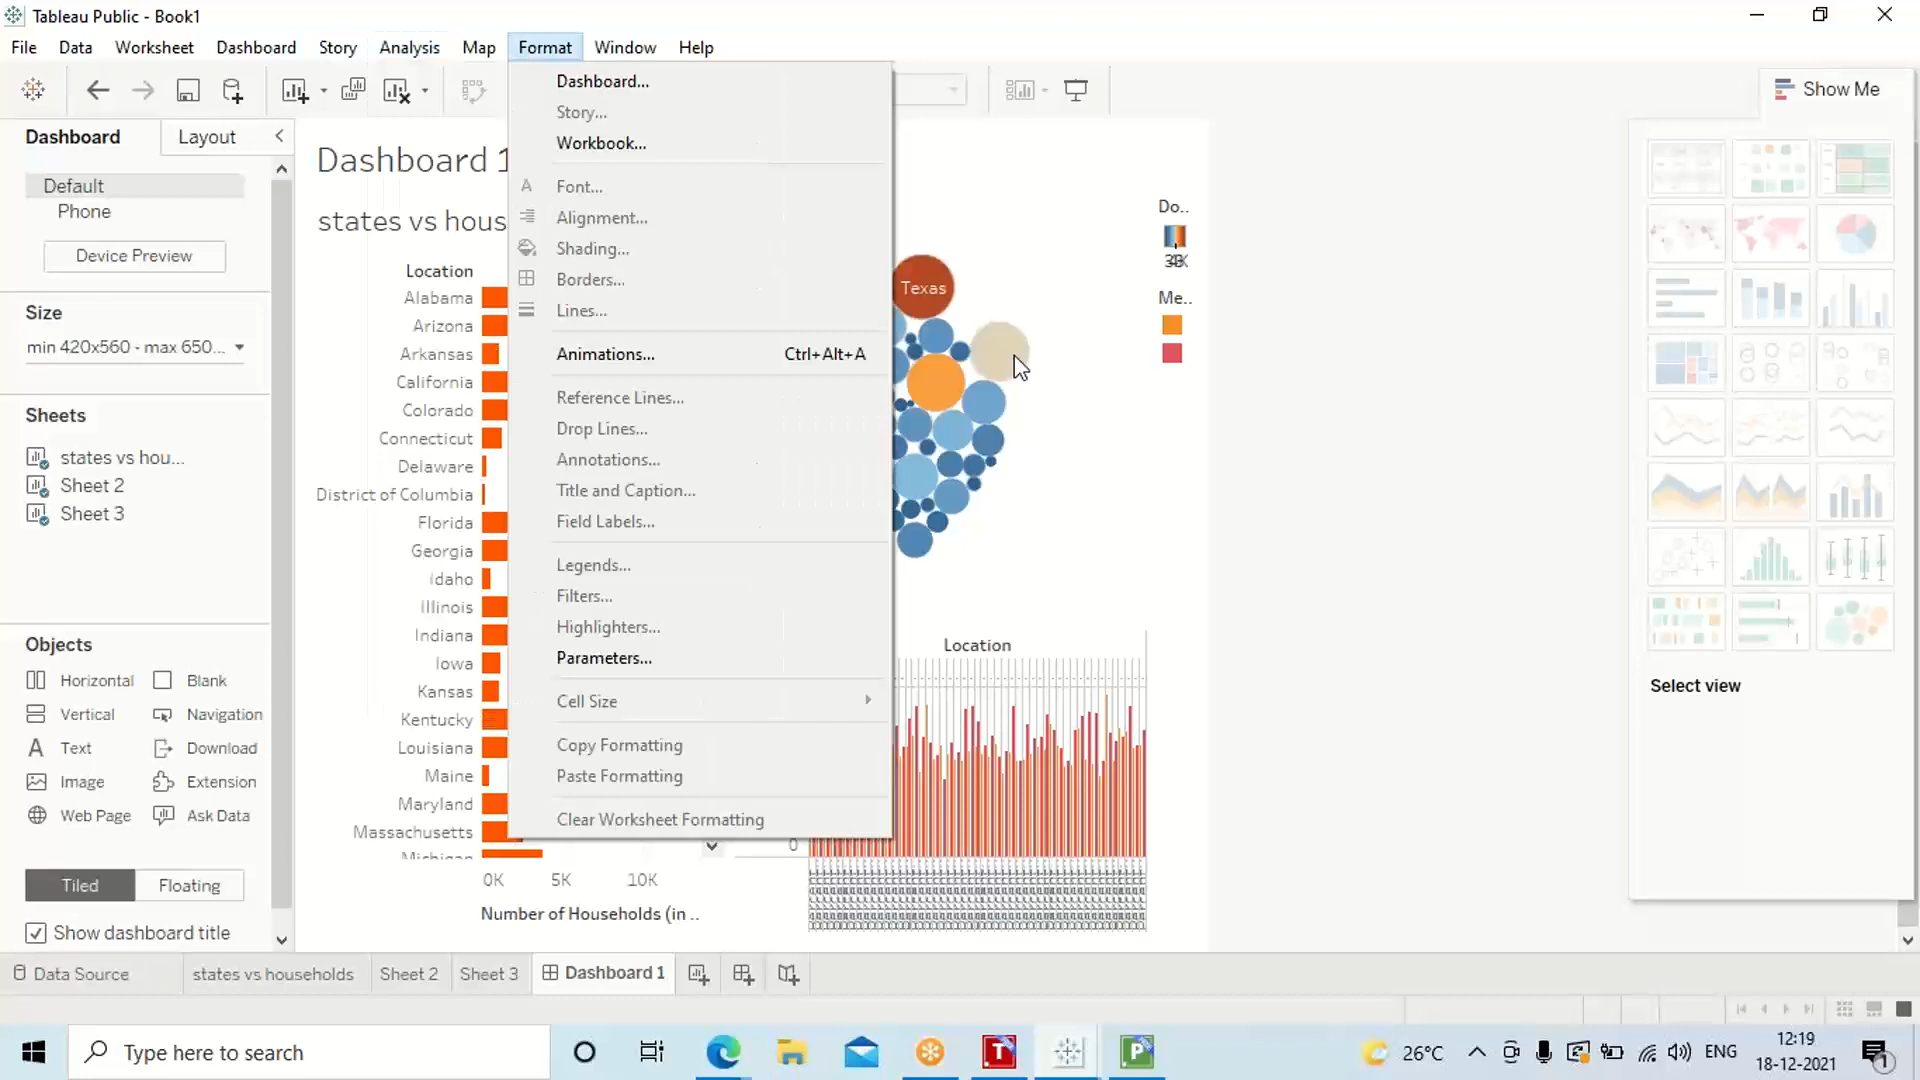 Tableau Public - Book1
File Data Worksheet Dashboard Story Analysis Map Format Window Help
Show Me
Dashboard
Layout
Default
Phone
Device Preview
Size
min 420x560 - max 650...
Sheets
states vs hou...
Sheet 2
Sheet 3
Objects
Horizontal Blank
Vertical Navigation
Text Download
Image Extension
Web Page Ask Data
Tiled Floating
Show dashboard title
Dashboard 1
states vs hous
Location
Alabama
Arizona
Arkansas
California
Colorado
Connecticut
Delaware
District of Columbia
Florida
Georgia
Idaho
Illinois
Indiana
Iowa
Kansas
Kentucky
Louisiana
Maine
Maryland
Massachusetts
Michigan
0K 5K 10K
Number of Households (in ..
Dashboard...
Story...
Workbook...
Font...
Alignment...
Shading...
Borders...
Lines...
Animations... Ctrl+Alt+A
Reference Lines...
Drop Lines...
Annotations...
Title and Caption...
Field Labels...
Legends...
Filters...
Highlighters...
Parameters...
Cell Size
Copy Formatting
Paste Formatting
Clear Worksheet Formatting
Texas
Do..
Me..
Location
0
Select view
Data Source states vs households Sheet 2 Sheet 3 Dashboard 1
Type here to search
26°C
ENG
12:19
18-12-2021
1